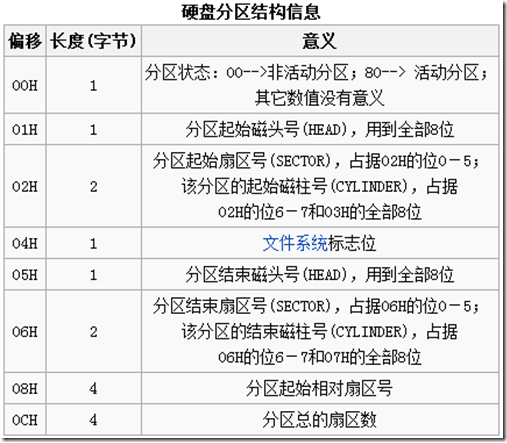 硬盘分区结构信息
偏移 长度(字节) 意义
00H 1 分区状态：00-->非活动分区；80--> 活动分区；
其它数值没有意义
01H 1 分区起始磁头号(HEAD)，用到全部8位
02H 2 分区起始扇区号(SECTOR)，占据02H的位0－5；
该分区的起始磁柱号(CYLINDER)，占据
02H的位6－7和03H的全部8位
04H 1 文件系统标志位
05H 1 分区结束磁头号(HEAD)，用到全部8位
06H 2 分区结束扇区号(SECTOR)，占据06H的位0－5；
该分区的结束磁柱号(CYLINDER)，占据
06H的位6－7和07H的全部8位
08H 4 分区起始相对扇区号
0CH 4 分区总的扇区数